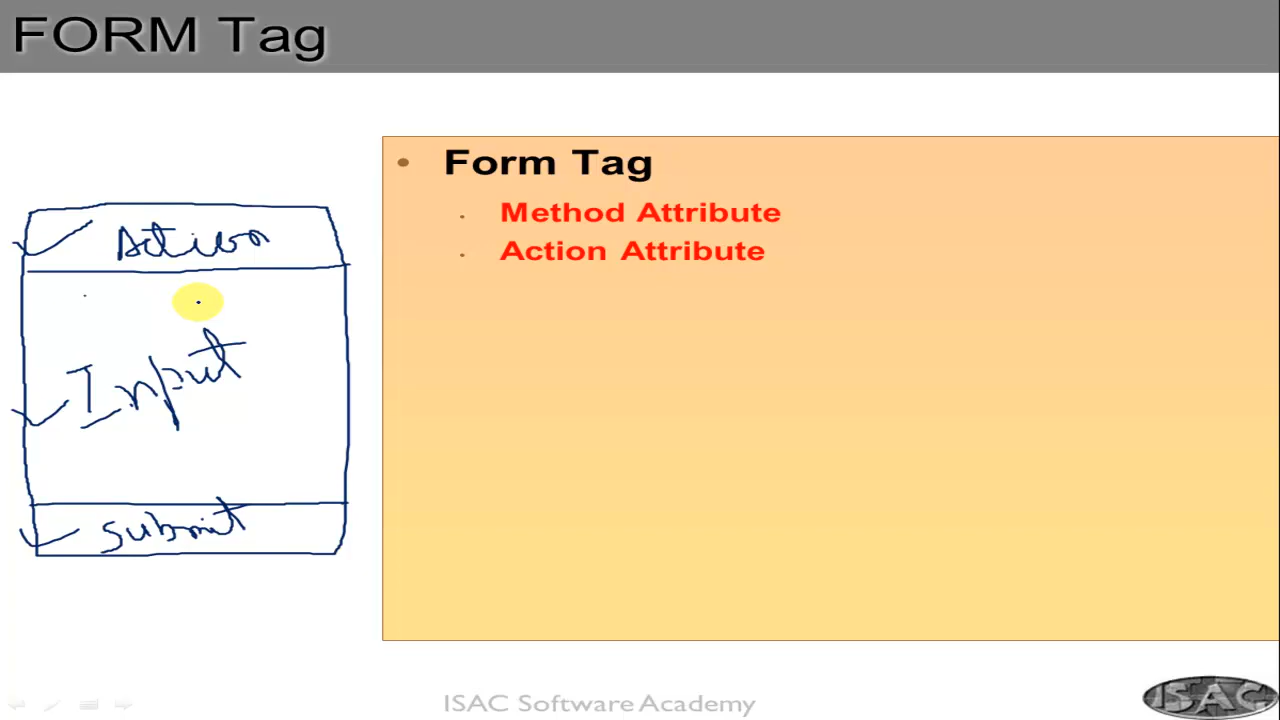 FORM Tag
Action
Input
Submit
• Form Tag
• Method Attribute
• Action Attribute
ISAC Software Academy
ISAC